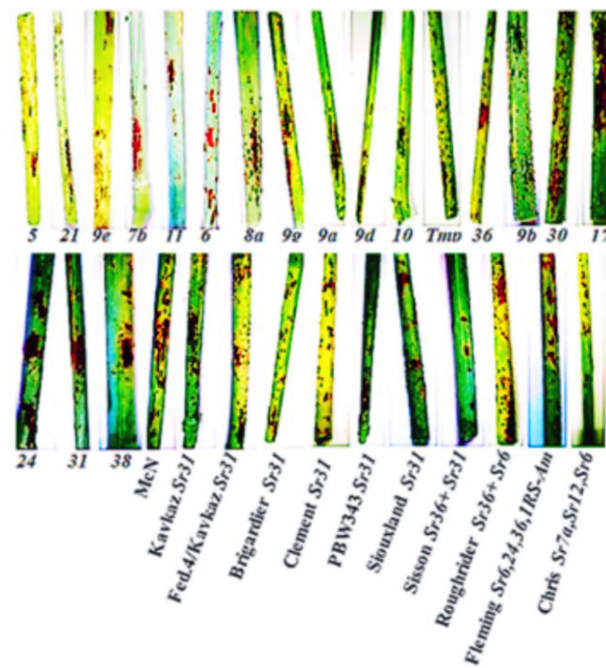 5 21 9e 7b 11 6 8a 9g 9a 9d 10 Tmp 36 9b 30 17
24 31 38
McN
Kavkaz Sr31
Fed.4/Kavkaz Sr31
Brigardier Sr31
Clement Sr31
PBW343 Sr31
Siouxland Sr31
Sisson Sr36+ Sr31
Roughrider Sr36+ Sr6
Fleming Sr6,24,36,1RS-Am
Chris Sr7a,Sr12,Sr6